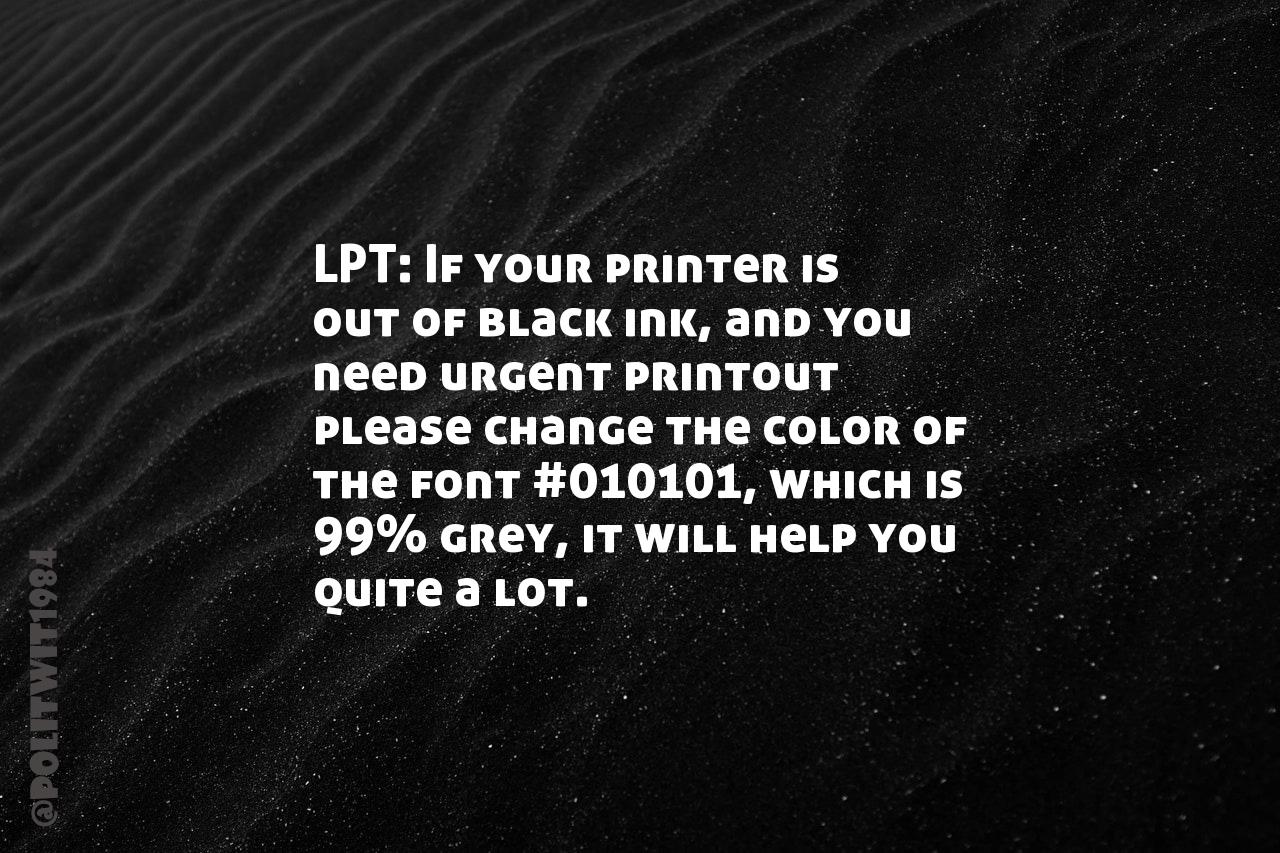 LPT: If your printer is
out of black ink, and you
need urgent printout
please change the color of
the font #010101, which is
99% grey, it will help you
quite a lot.
@politwit1984